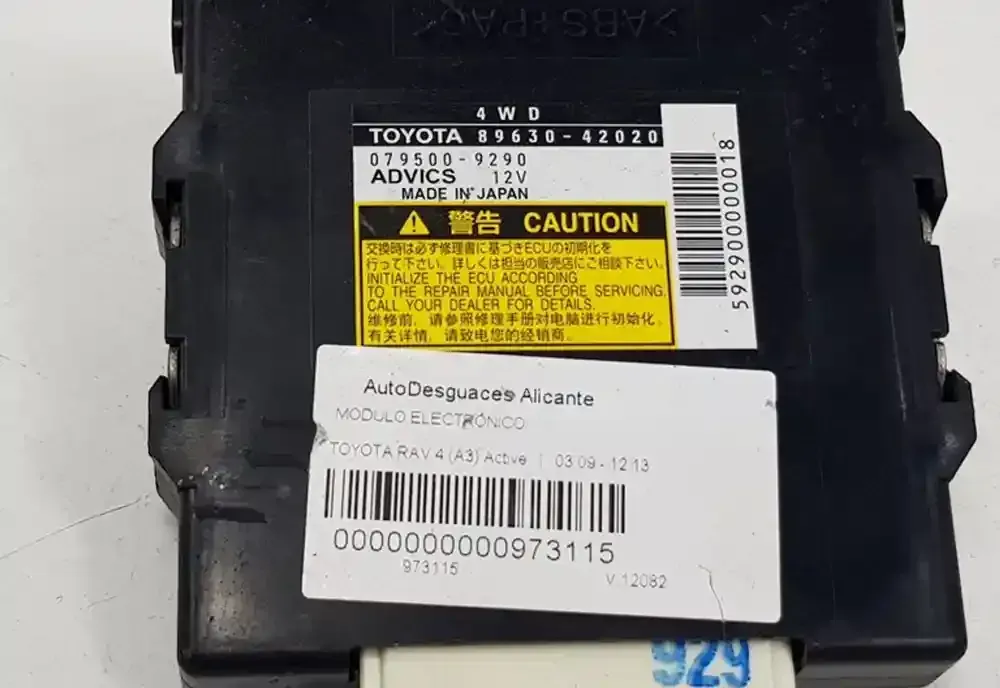 >ABS+PA6<
4WD
TOYOTA 89630-42020
079500-9290
ADVICS 12V
MADE IN JAPAN
警告 CAUTION
交換時は必ず修理書に基づきECUの初期化を
行って下さい。詳しくは担当の販売店にご相談下さい。
INITIALIZE THE ECU ACCORDING
TO THE REPAIR MANUAL BEFORE SERVICING.
CALL YOUR DEALER FOR DETAILS.
维修前，请参照修理手册对电脑进行初始化，
有关详情，请致电您的经销商。
5929000000018
AutoDesguaces Alicante
MODULO ELECTRÓNICO
TOYOTA RAV 4 (A3) Active | 03.09 - 12.13
0000000000973115
973115
V.12082
929